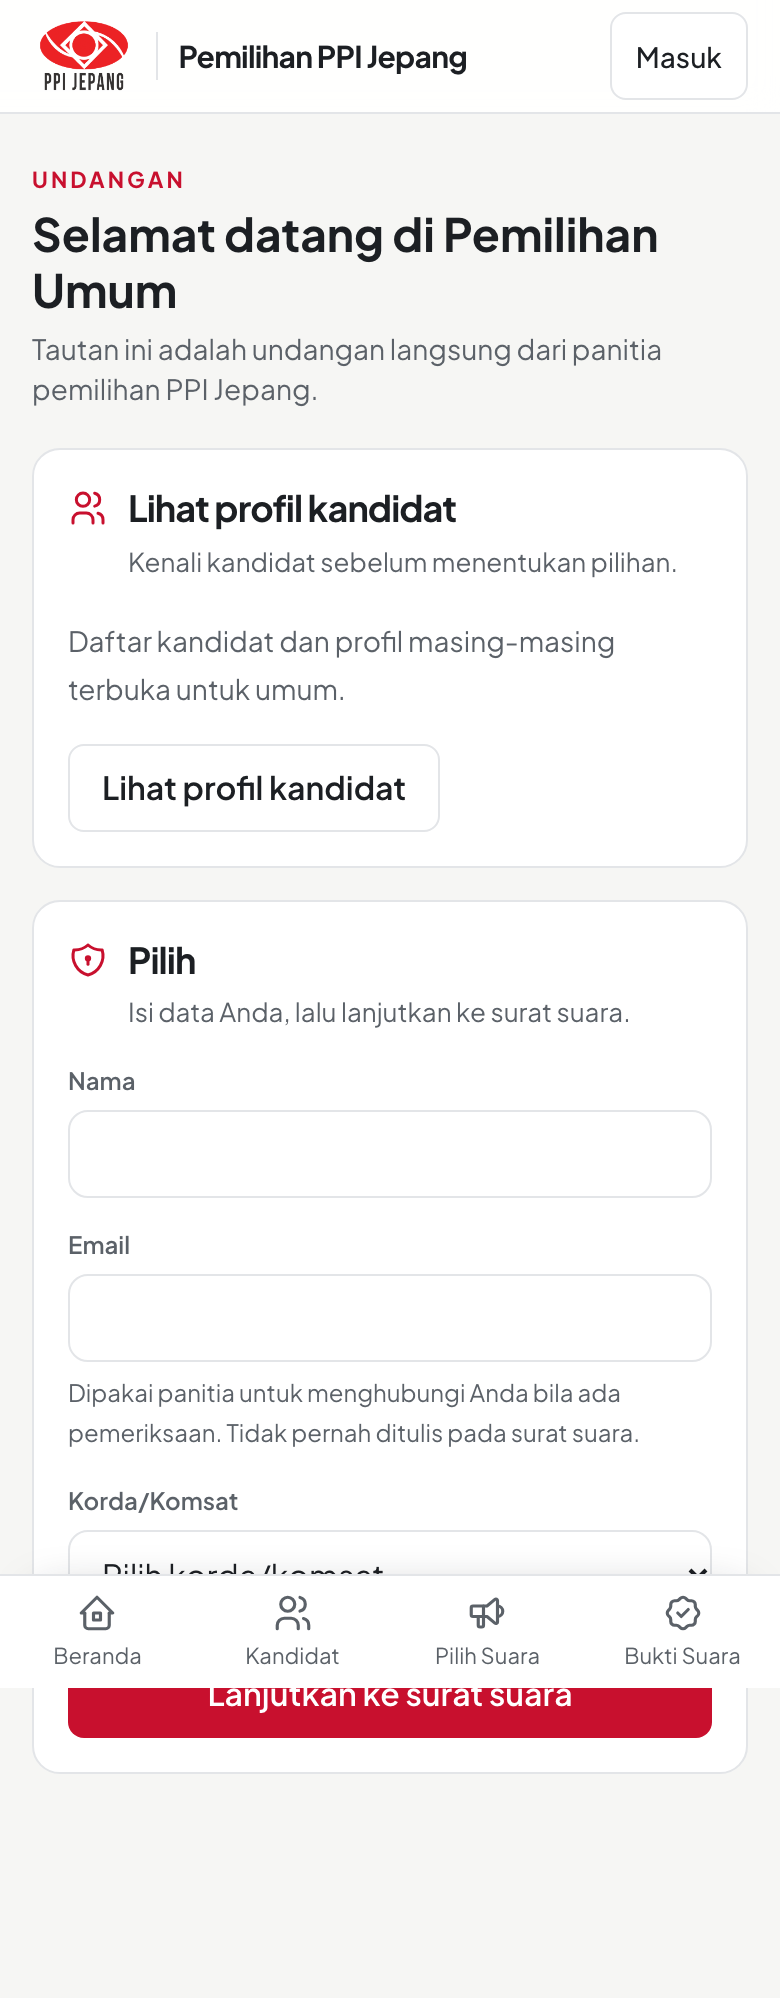 PPI JEPANG
Pemilihan PPI Jepang
Masuk
UNDANGAN
Selamat datang di Pemilihan
Umum
Tautan ini adalah undangan langsung dari panitia
pemilihan PPI Jepang.
Lihat profil kandidat
Kenali kandidat sebelum menentukan pilihan.
Daftar kandidat dan profil masing-masing
terbuka untuk umum.
Lihat profil kandidat
Pilih
Isi data Anda, lalu lanjutkan ke surat suara.
Nama
Email
Dipakai panitia untuk menghubungi Anda bila ada
pemeriksaan. Tidak pernah ditulis pada surat suara.
Korda/Komsat
Pilih korda/komsat
Beranda
Kandidat
Pilih Suara
Bukti Suara
Lanjutkan ke surat suara